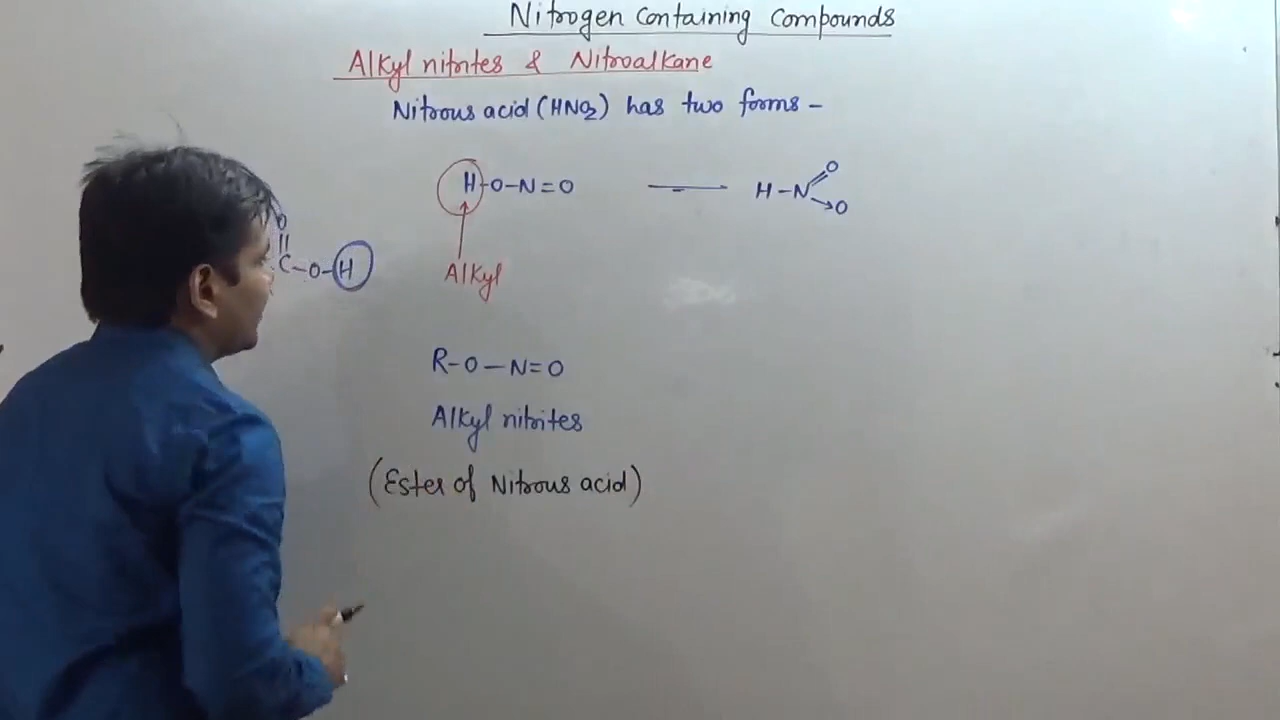 Nitrogen Containing Compounds
Alkyl nitrites & Nitroalkane
Nitrous acid (HNO2) has two forms -
H-O-N=O
H-N
O
O
O
C-O-H
Alkyl
R-O-N=O
Alkyl nitrites
(Ester of Nitrous acid)